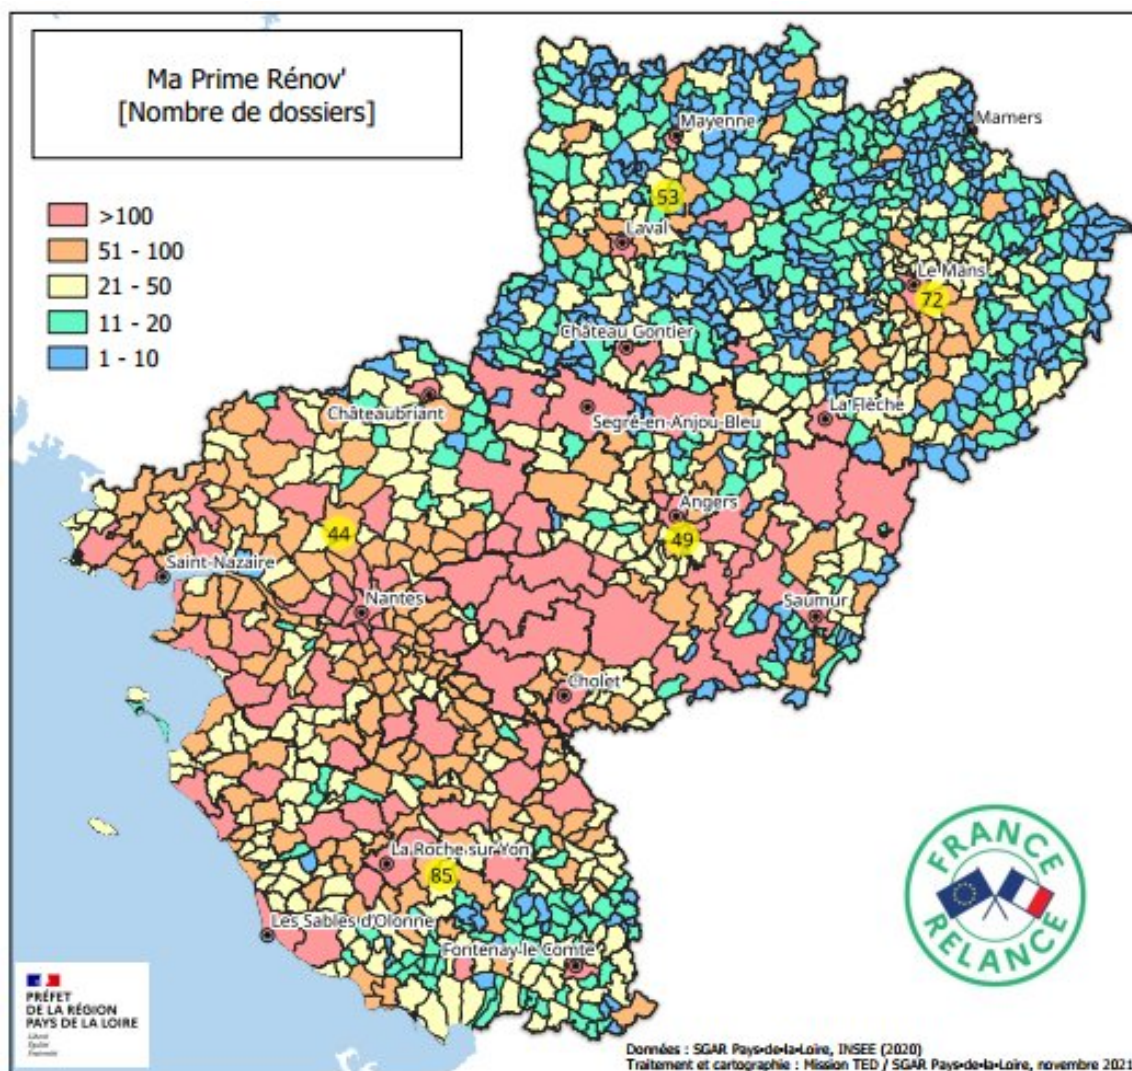 Ma Prime Rénov'
[Nombre de dossiers]
>100
51 - 100
21 - 50
11 - 20
1 - 10
Mayenne
Mamers
53
Laval
Le Mans
72
Château Gontier
Châteaubriant
Segré-en-Anjou-Bleu
La Flèche
Angers
44
49
Saint-Nazaire
Nantes
Saumur
Cholet
La Roche sur Yon
85
Les Sables d'Olonne
Fontenay-le-Comte
FRANCE
RELANCE
PRÉFET
DE LA RÉGION
PAYS DE LA LOIRE
Liberté
Égalité
Fraternité
Données : SGAR Pays-de-la-Loire, INSEE (2020)
Traitement et cartographie : Mission TED / SGAR Pays-de-la-Loire, novembre 2021